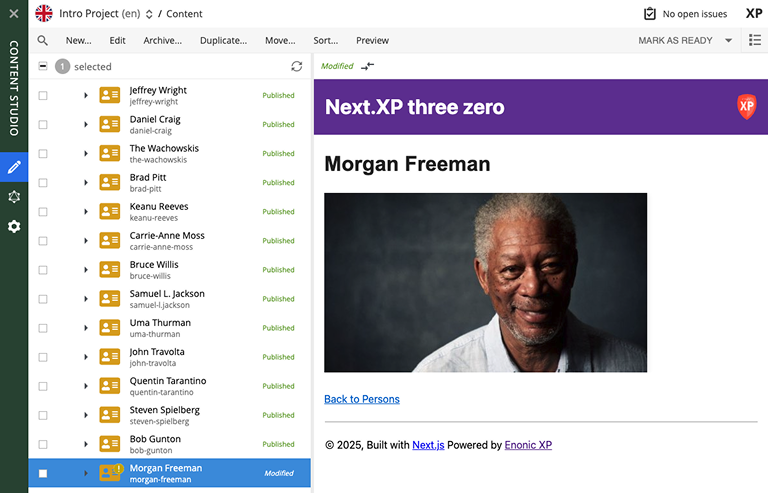 Intro Project (en) / Content
No open issues
XP
CONTENT STUDIO
New... Edit Archive... Duplicate... Move... Sort... Preview
MARK AS READY
1 selected
Jeffrey Wright
jeffrey-wright
Published
Daniel Craig
daniel-craig
Published
The Wachowskis
the-wachowskis
Published
Brad Pitt
brad-pitt
Published
Keanu Reeves
keanu-reeves
Published
Carrie-Anne Moss
carrie-anne-moss
Published
Bruce Willis
bruce-willis
Published
Samuel L. Jackson
samuel-l.jackson
Published
Uma Thurman
uma-thurman
Published
John Travolta
john-travolta
Published
Quentin Tarantino
quentin-tarantino
Published
Steven Spielberg
steven-spielberg
Published
Bob Gunton
bob-gunton
Published
Morgan Freeman
morgan-freeman
Modified
Modified
Next.XP three zero
XP
Morgan Freeman
Back to Persons
© 2025, Built with Next.js Powered by Enonic XP